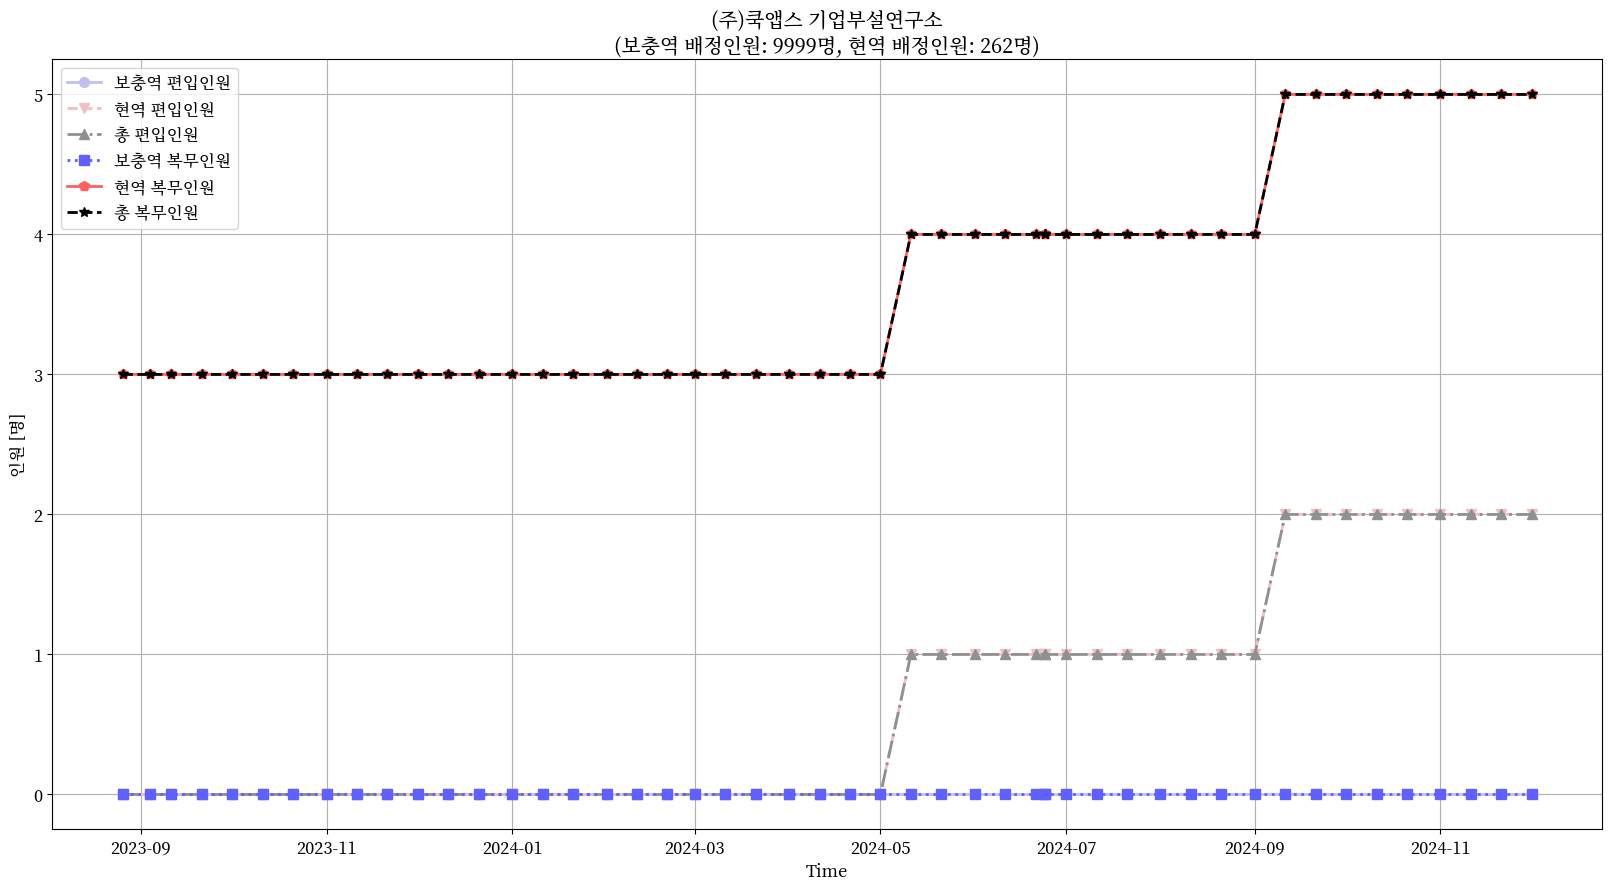 (주)쿡앱스 기업부설연구소
(보충역 배정인원: 9999명, 현역 배정인원: 262명)
보충역 편입인원
현역 편입인원
총 편입인원
보충역 복무인원
현역 복무인원
총 복무인원
인원 [명]
5
4
3
2
1
0
2023-09
2023-11
2024-01
2024-03
2024-05
2024-07
2024-09
2024-11
Time